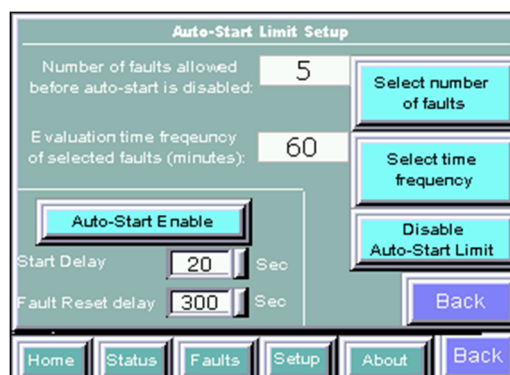 Auto-Start Limit Setup
Number of faults allowed
before auto-start is disabled:
5
Select number
of faults
Evaluation time freqeuncy
of selected faults (minutes):
60
Select time
frequency
Auto-Start Enable
Disable
Auto-Start Limit
Start Delay
20
Sec
Fault Reset delay
300
Sec
Back
Home
Status
Faults
Setup
About
Back